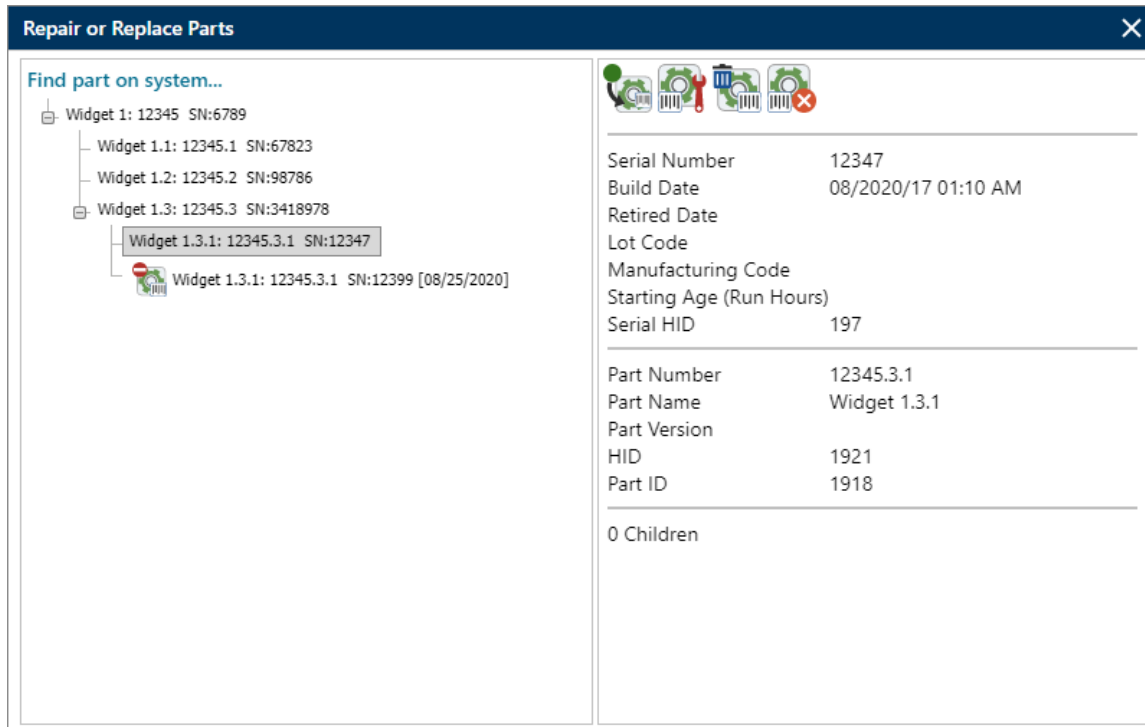 Repair or Replace Parts
Find part on system...
Widget 1: 12345 SN:6789
Widget 1.1: 12345.1 SN:67823
Widget 1.2: 12345.2 SN:98786
Widget 1.3: 12345.3 SN:3418978
Widget 1.3.1: 12345.3.1 SN:12347
Widget 1.3.1: 12345.3.1 SN:12399 [08/25/2020]
Serial Number 12347
Build Date 08/2020/17 01:10 AM
Retired Date
Lot Code
Manufacturing Code
Starting Age (Run Hours)
Serial HID 197
Part Number 12345.3.1
Part Name Widget 1.3.1
Part Version
HID 1921
Part ID 1918
0 Children